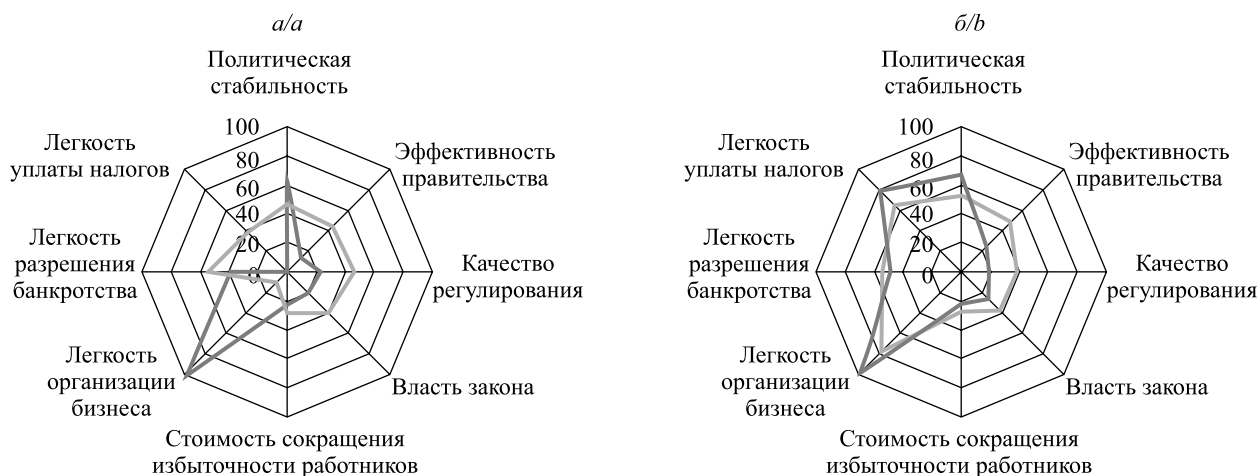 а/a
Политическая
стабильность
Эффективность
правительства
Качество
регулирования
Власть закона
Стоимость сокращения
избыточности работников
Легкость
организации
бизнеса
Легкость
разрешения
банкротства
Легкость
уплаты налогов
100
80
60
40
20
0
б/b
Политическая
стабильность
Эффективность
правительства
Качество
регулирования
Власть закона
Стоимость сокращения
избыточности работников
Легкость
организации
бизнеса
Легкость
разрешения
банкротства
Легкость
уплаты налогов
100
80
60
40
20
0